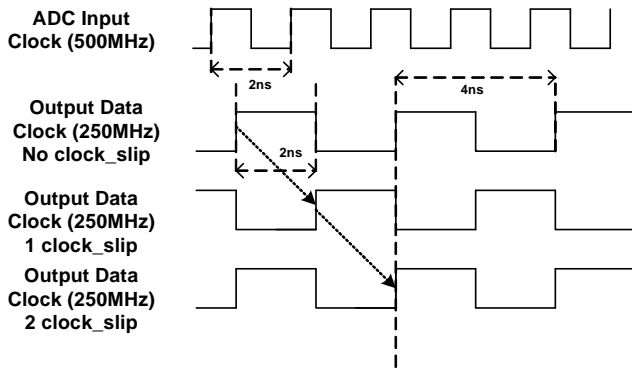 ADC Input
Clock (500MHz)
2ns
4ns
Output Data
Clock (250MHz)
No clock_slip
2ns
Output Data
Clock (250MHz)
1 clock_slip
Output Data
Clock (250MHz)
2 clock_slip